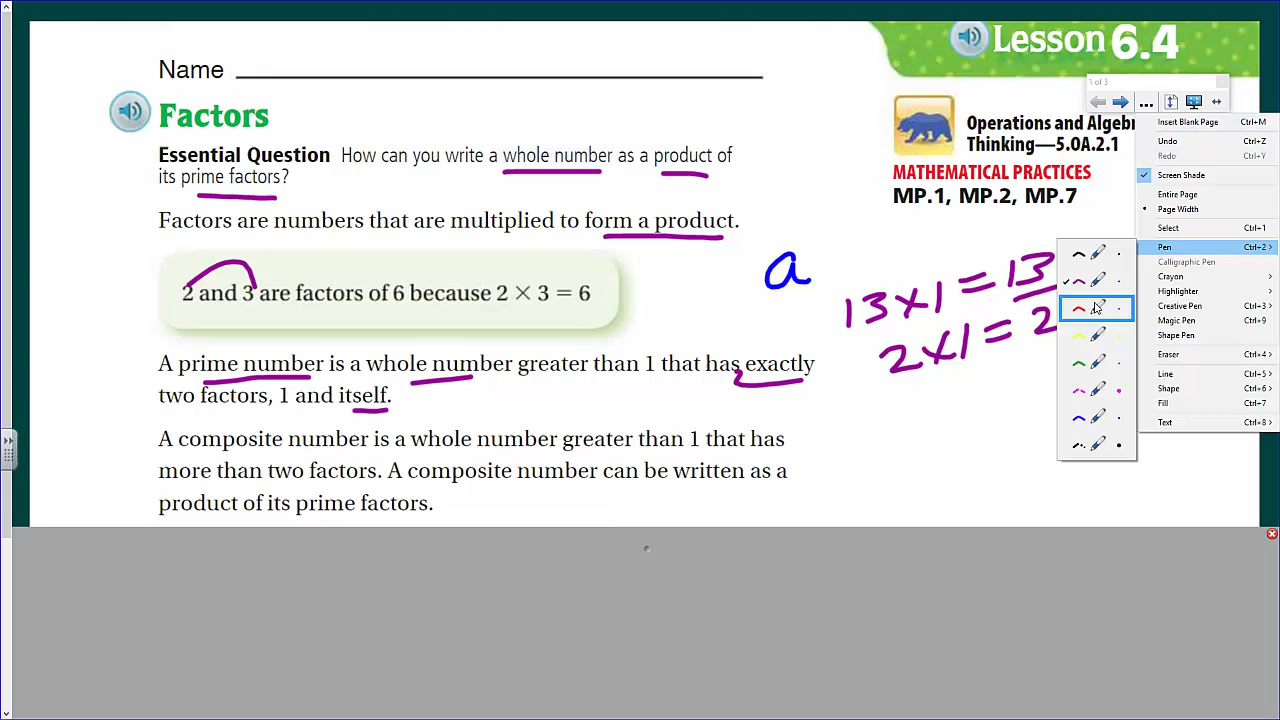 Lesson 6.4
Name
1 of 3
Factors
Operations and Algeb
Thinking—5.OA.2.1
MATHEMATICAL PRACTICES
MP.1, MP.2, MP.7
Essential Question How can you write a whole number as a product of
its prime factors?
Factors are numbers that are multiplied to form a product.
2 and 3 are factors of 6 because 2 × 3 = 6
a
13×1=13
2×1=2
A prime number is a whole number greater than 1 that has exactly
two factors, 1 and itself.
A composite number is a whole number greater than 1 that has
more than two factors. A composite number can be written as a
product of its prime factors.
Insert Blank Page Ctrl+M
Undo Ctrl+Z
Redo Ctrl+Y
Screen Shade
Entire Page
Page Width
Select Ctrl+1
Pen Ctrl+2 >
Calligraphic Pen
Crayon >
Highlighter >
Creative Pen Ctrl+3 >
Magic Pen Ctrl+9
Shape Pen
Eraser Ctrl+4 >
Line Ctrl+5 >
Shape Ctrl+6 >
Fill Ctrl+7
Text Ctrl+8 >